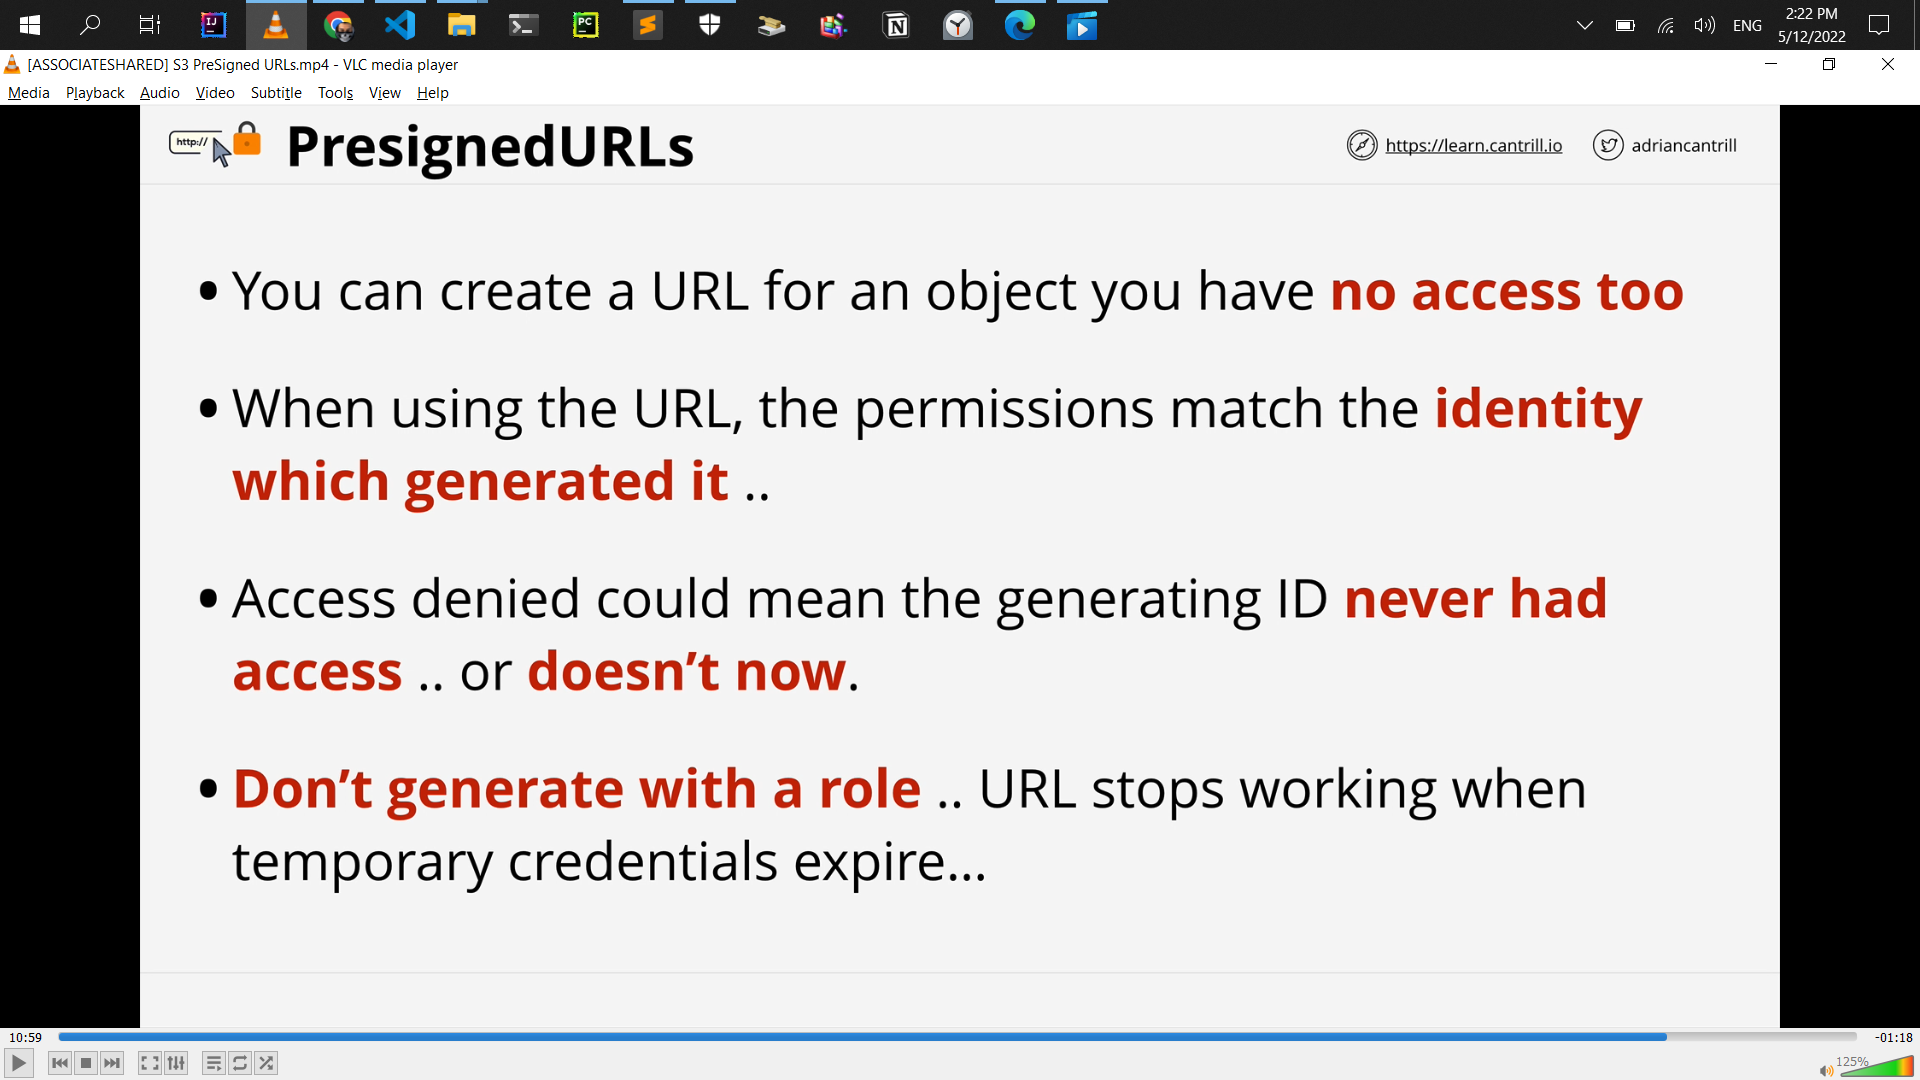 2:22 PM
ENG
5/12/2022
[ASSOCIATESHARED] S3 PreSigned URLs.mp4 - VLC media player
Media Playback Audio Video Subtitle Tools View Help
http://
PresignedURLs
https://learn.cantrill.io
adriancantrill
• You can create a URL for an object you have no access too
• When using the URL, the permissions match the identity
which generated it ..
• Access denied could mean the generating ID never had
access .. or doesn’t now.
• Don’t generate with a role .. URL stops working when
temporary credentials expire...
10:59
-01:18
125%